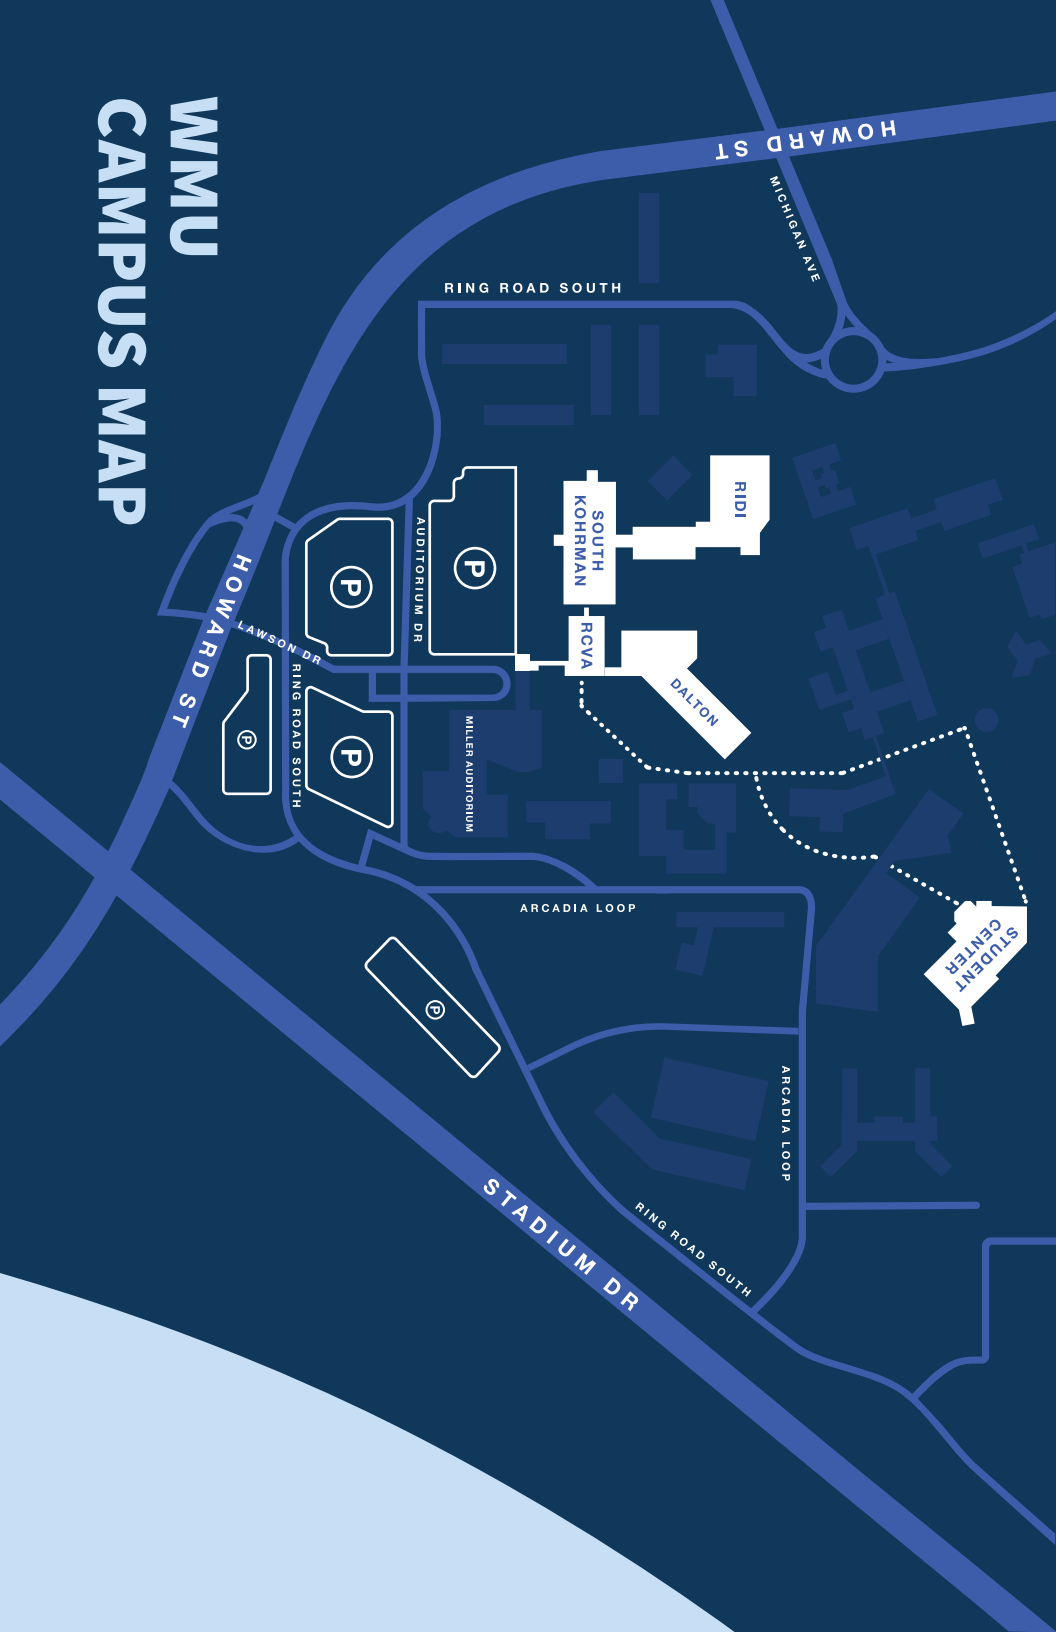 WMU
CAMPUS MAP
HOWARD ST
MICHIGAN AVE
RING ROAD SOUTH
RIDI
SOUTH
KOHRMAN
P
P
AUDITORIUM DR
HOWARD ST
LAWSON DR
RCVA
DALTON
RING ROAD SOUTH
P
P
MILLER AUDITORIUM
ARCADIA LOOP
STUDENT
CENTER
P
ARCADIA LOOP
RING ROAD SOUTH
STADIUM DR